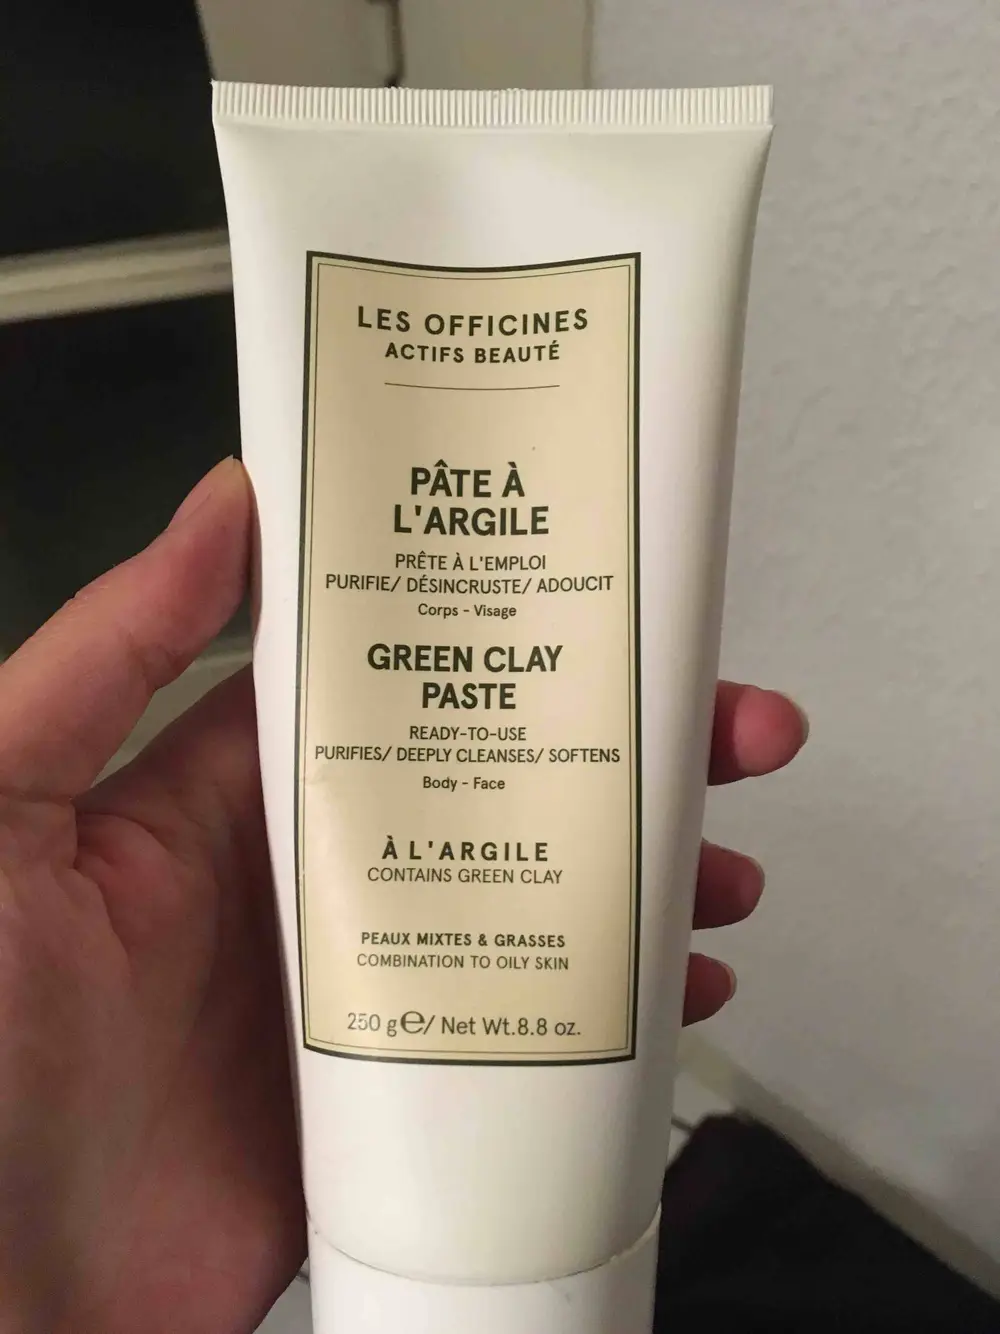 LES OFFICINES
ACTIFS BEAUTÉ
PÂTE À
L'ARGILE
PRÊTE À L'EMPLOI
PURIFIE/ DÉSINCRUSTE/ ADOUCIT
Corps - Visage
GREEN CLAY
PASTE
READY-TO-USE
PURIFIES/ DEEPLY CLEANSES/ SOFTENS
Body - Face
À L'ARGILE
CONTAINS GREEN CLAY
PEAUX MIXTES & GRASSES
COMBINATION TO OILY SKIN
250 g℮/ Net Wt.8.8 oz.